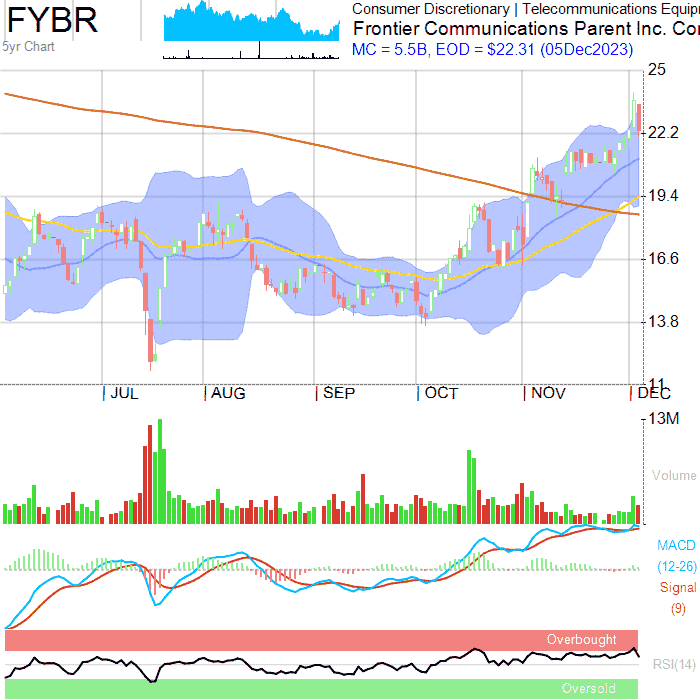 FYBR
5yr Chart
Consumer Discretionary | Telecommunications Equip
Frontier Communications Parent Inc. Co
MC = 5.5B, EOD = $22.31 (05Dec2023)
25
22.2
19.4
16.6
13.8
11
JUL
AUG
SEP
OCT
NOV
DEC
13M
Volume
MACD
(12-26)
Signal
(9)
Overbought
RSI(14)
Oversold